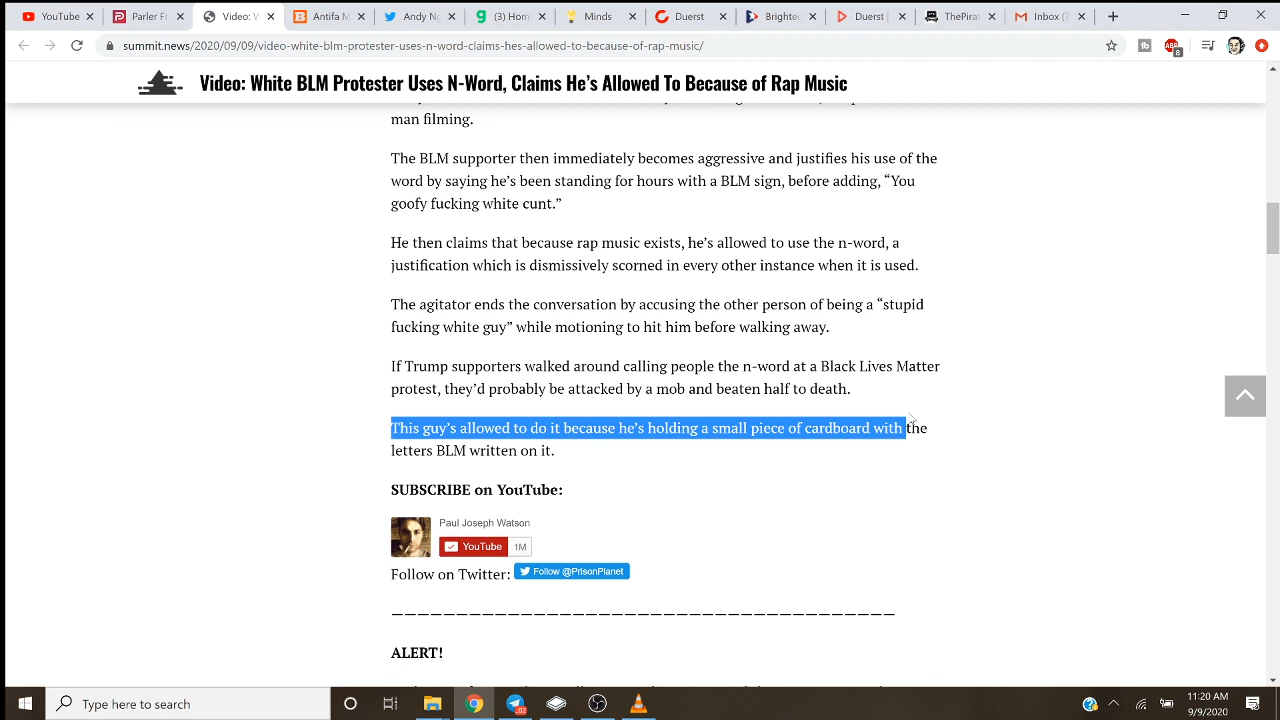 YouTube
Parler F
Video: W
Antifa M
Andy Ng
(3) Hom
Minds
Duerst
Brightec
Duerst |
ThePirat
Inbox (7
summit.news/2020/09/09/video-white-blm-protester-uses-n-word-claims-hes-allowed-to-because-of-rap-music/
8
Video: White BLM Protester Uses N-Word, Claims He's Allowed To Because of Rap Music
man filming.
The BLM supporter then immediately becomes aggressive and justifies his use of the
word by saying he's been standing for hours with a BLM sign, before adding, “You
goofy fucking white cunt.”
He then claims that because rap music exists, he's allowed to use the n-word, a
justification which is dismissively scorned in every other instance when it is used.
The agitator ends the conversation by accusing the other person of being a “stupid
fucking white guy” while motioning to hit him before walking away.
If Trump supporters walked around calling people the n-word at a Black Lives Matter
protest, they'd probably be attacked by a mob and beaten half to death.
This guy's allowed to do it because he's holding a small piece of cardboard with the
letters BLM written on it.
SUBSCRIBE on YouTube:
Paul Joseph Watson
YouTube 1M
Follow on Twitter: Follow @PrisonPlanet
————————————————————————————————————————
ALERT!
Type here to search
11:20 AM
9/9/2020